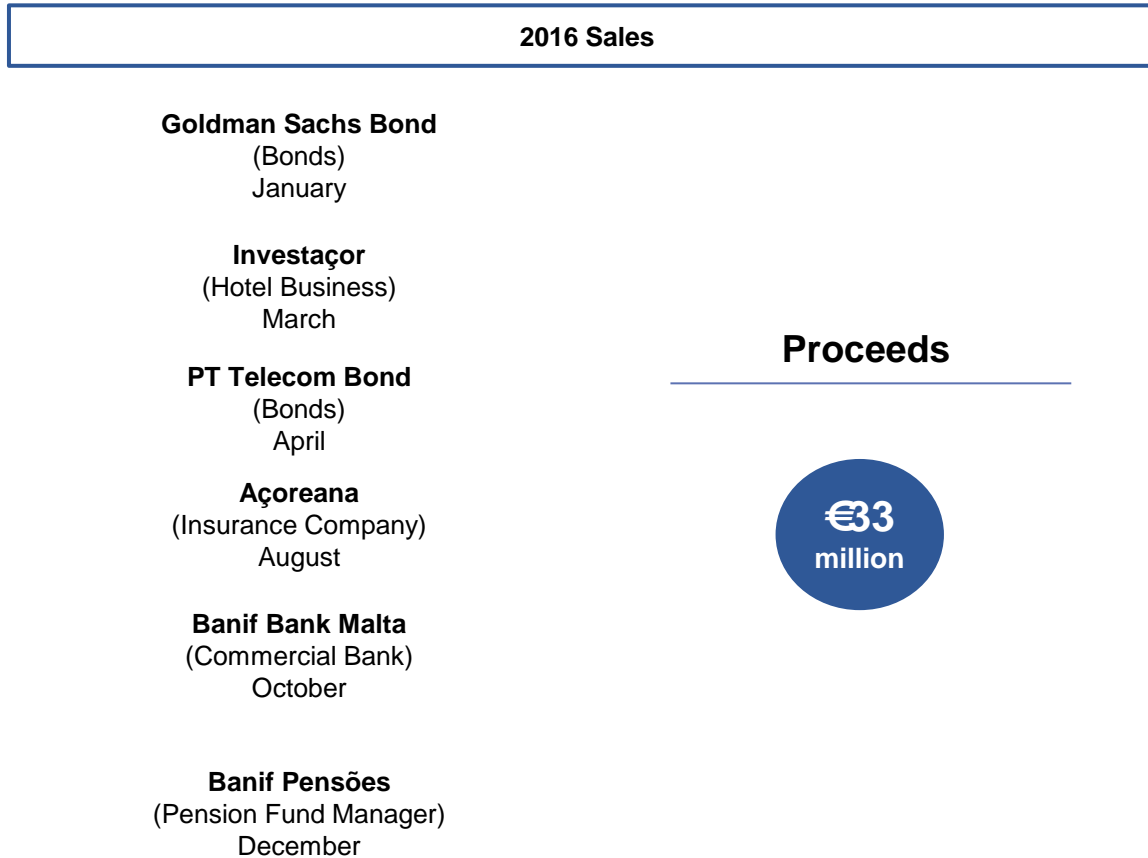 2016 Sales
Goldman Sachs Bond
(Bonds)
January
Investaçor
(Hotel Business)
March
PT Telecom Bond
(Bonds)
April
Açoreana
(Insurance Company)
August
Banif Bank Malta
(Commercial Bank)
October
Banif Pensões
(Pension Fund Manager)
December
Proceeds
€33
million